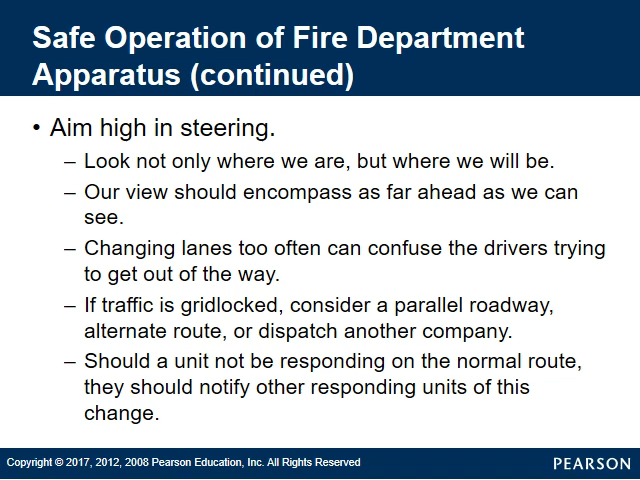 Safe Operation of Fire Department
Apparatus (continued)
• Aim high in steering.
– Look not only where we are, but where we will be.
– Our view should encompass as far ahead as we can
see.
– Changing lanes too often can confuse the drivers trying
to get out of the way.
– If traffic is gridlocked, consider a parallel roadway,
alternate route, or dispatch another company.
– Should a unit not be responding on the normal route,
they should notify other responding units of this
change.
Copyright © 2017, 2012, 2008 Pearson Education, Inc. All Rights Reserved
PEARSON